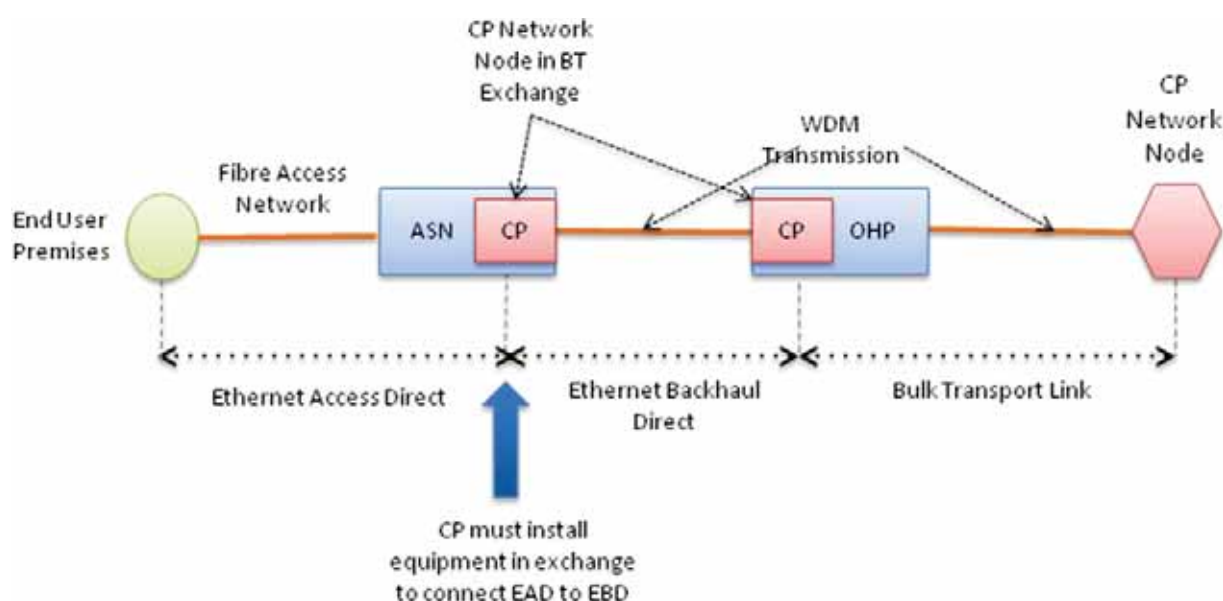 CP Network
Node in BT
Exchange
CP
Network
Node
WDM
Transmission
Fibre Access
Network
End User
Premises
ASN
CP
CP
OHP
Ethernet Access Direct
Ethernet Backhaul
Direct
Bulk Transport Link
CP must install
equipment in exchange
to connect EAD to EBD